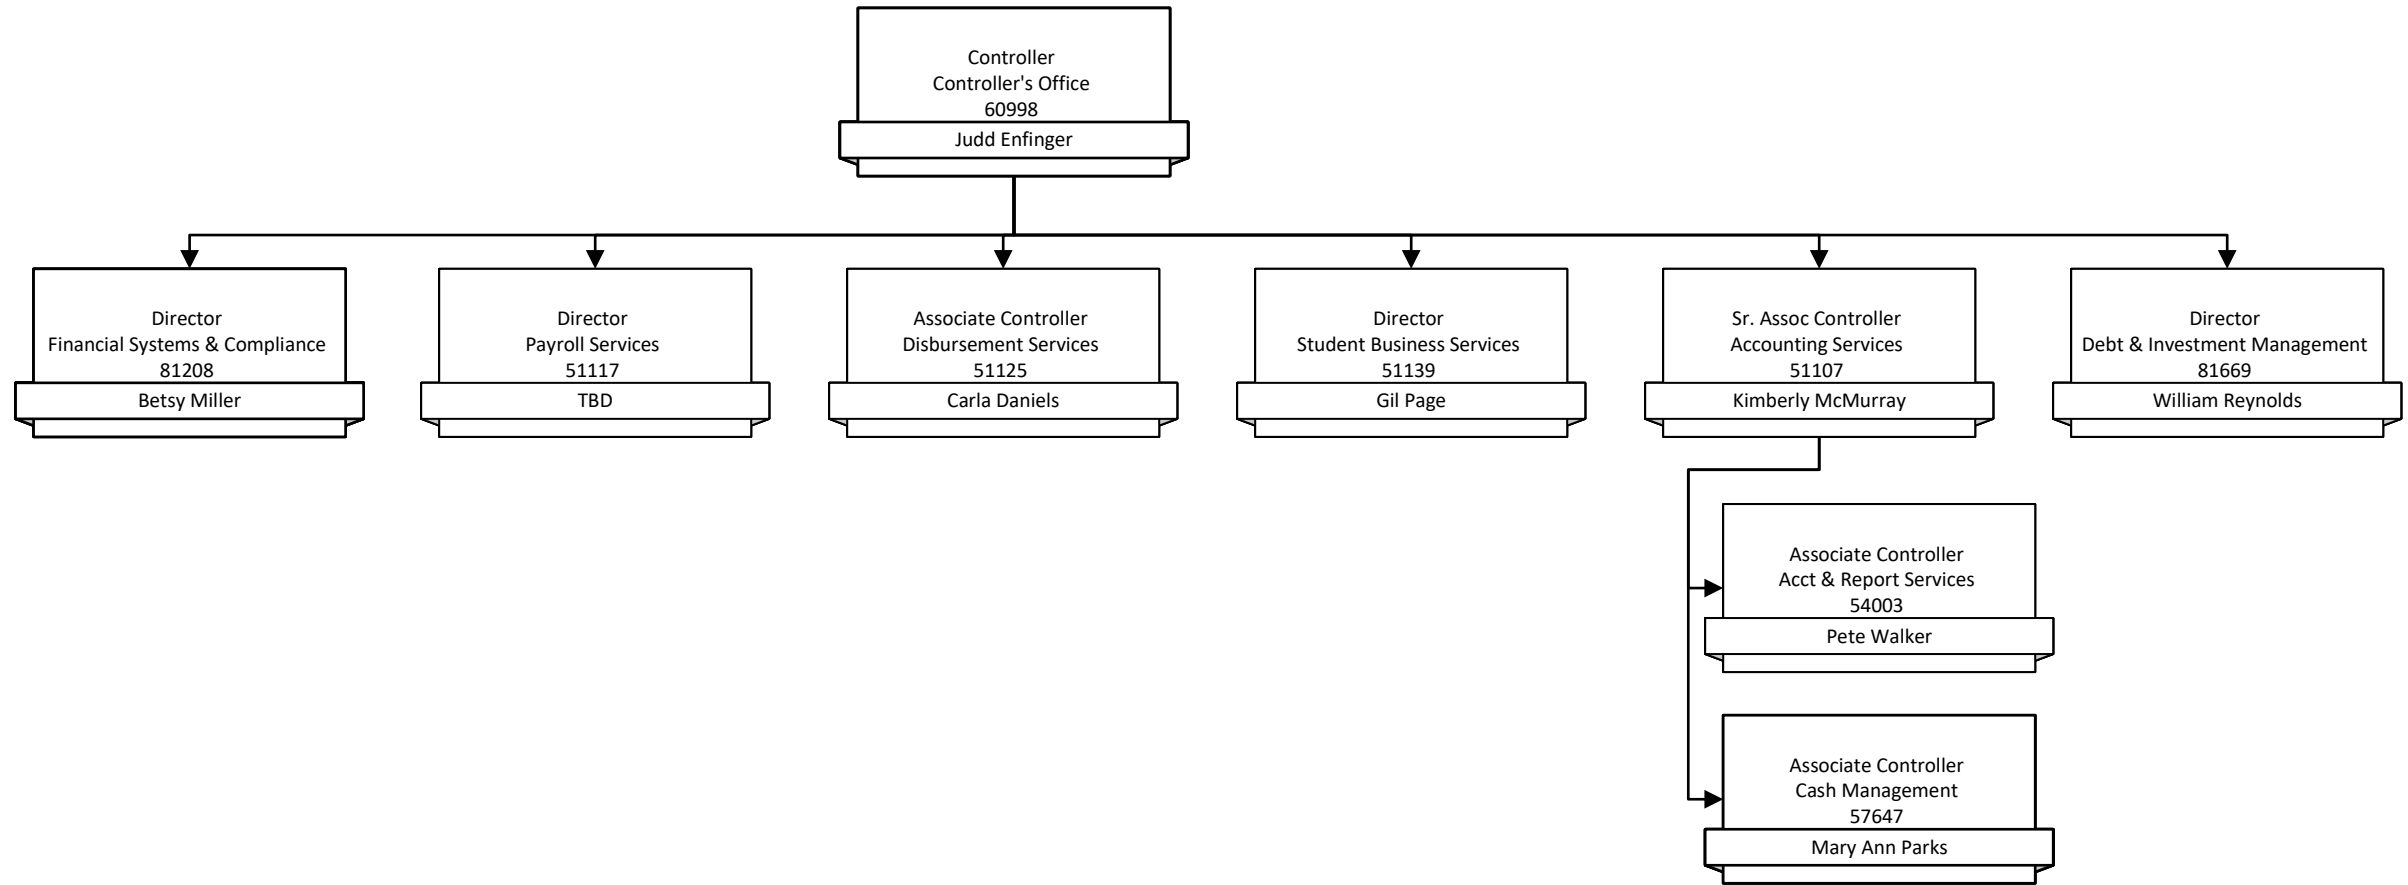 Controller
Controller's Office
60998
Judd Enfinger
Director
Financial Systems & Compliance
81208
Betsy Miller
Director
Payroll Services
51117
TBD
Associate Controller
Disbursement Services
51125
Carla Daniels
Director
Student Business Services
51139
Gil Page
Sr. Assoc Controller
Accounting Services
51107
Kimberly McMurray
Director
Debt & Investment Management
81669
William Reynolds
Associate Controller
Acct & Report Services
54003
Pete Walker
Associate Controller
Cash Management
57647
Mary Ann Parks